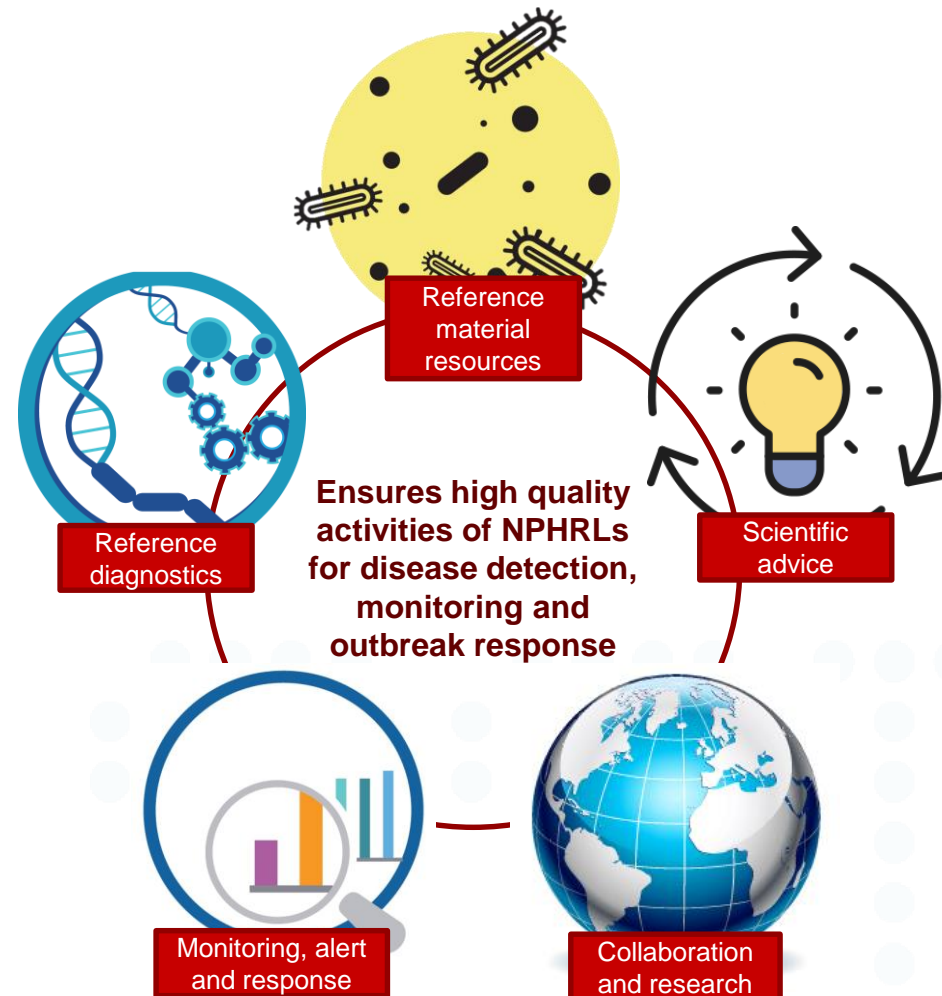 Reference
material
resources
Reference
diagnostics
Scientific
advice
Ensures high quality
activities of NPHRLs
for disease detection,
monitoring and
outbreak response
Monitoring, alert
and response
Collaboration
and research